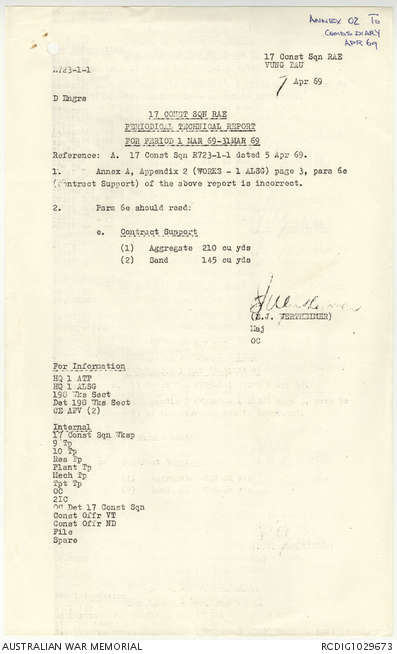 ANNEX 02 TO
COMDS DIARY
APR 69
17 Const Sqn RAE
VUNG TAU
R723-1-1
7 Apr 69
D Engrs
17 CONST SQN RAE
PERIODICAL TECHNICAL REPORT
FOR PERIOD 1 MAR 69-31MAR 69
Reference: A. 17 Const Sqn R723-1-1 dated 5 Apr 69.
1. Annex A, Appendix 2 (WORKS - 1 ALSG) page 3, para 6e
(Contract Support) of the above report is incorrect.
2. Para 6e should read:
e. Contract Support
(1) Aggregate 210 cu yds
(2) Sand 145 cu yds
(.J. WERTHEIMER)
Maj
OC
For Information
HQ 1 ATF
HQ 1 ALSG
198 Wks Sect
Det 198 Wks Sect
CE AFV (2)
Internal
17 Const Sqn Wksp
9 Tp
10 Tp
Res Tp
Plant Tp
Mech Tp
Tpt Tp
OC
2IC
OC Det 17 Const Sqn
Const Offr VT
Const Offr ND
File
Spare
AUSTRALIAN WAR MEMORIAL
RCDIG1029673